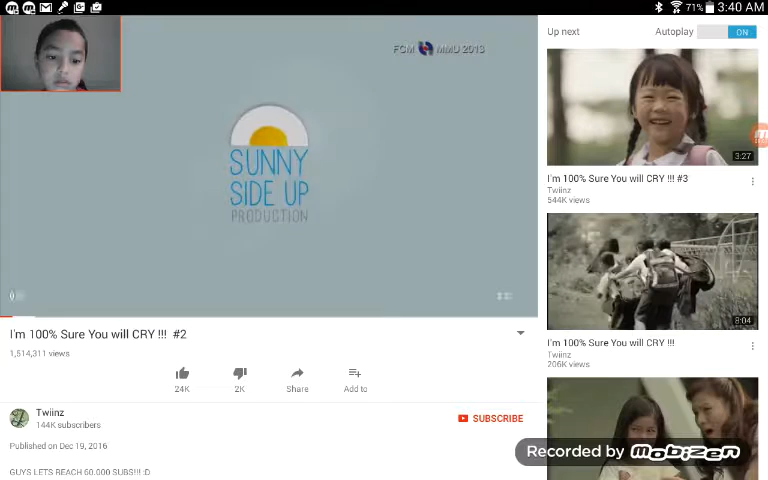 71% 3:40 AM
FCM MMU 2013
SUNNY
SIDE UP
PRODUCTION
I'm 100% Sure You will CRY !!! #2
1,514,311 views
24K
2K
Share
Add to
Twiinz
144K subscribers
SUBSCRIBE
Published on Dec 19, 2016
GUYS LETS REACH 60.000 SUBS!!! :D
Up next
Autoplay
ON
3:27
I'm 100% Sure You will CRY !!! #3
Twiinz
544K views
8:04
I'm 100% Sure You will CRY !!!
Twiinz
206K views
Recorded by Mobizen